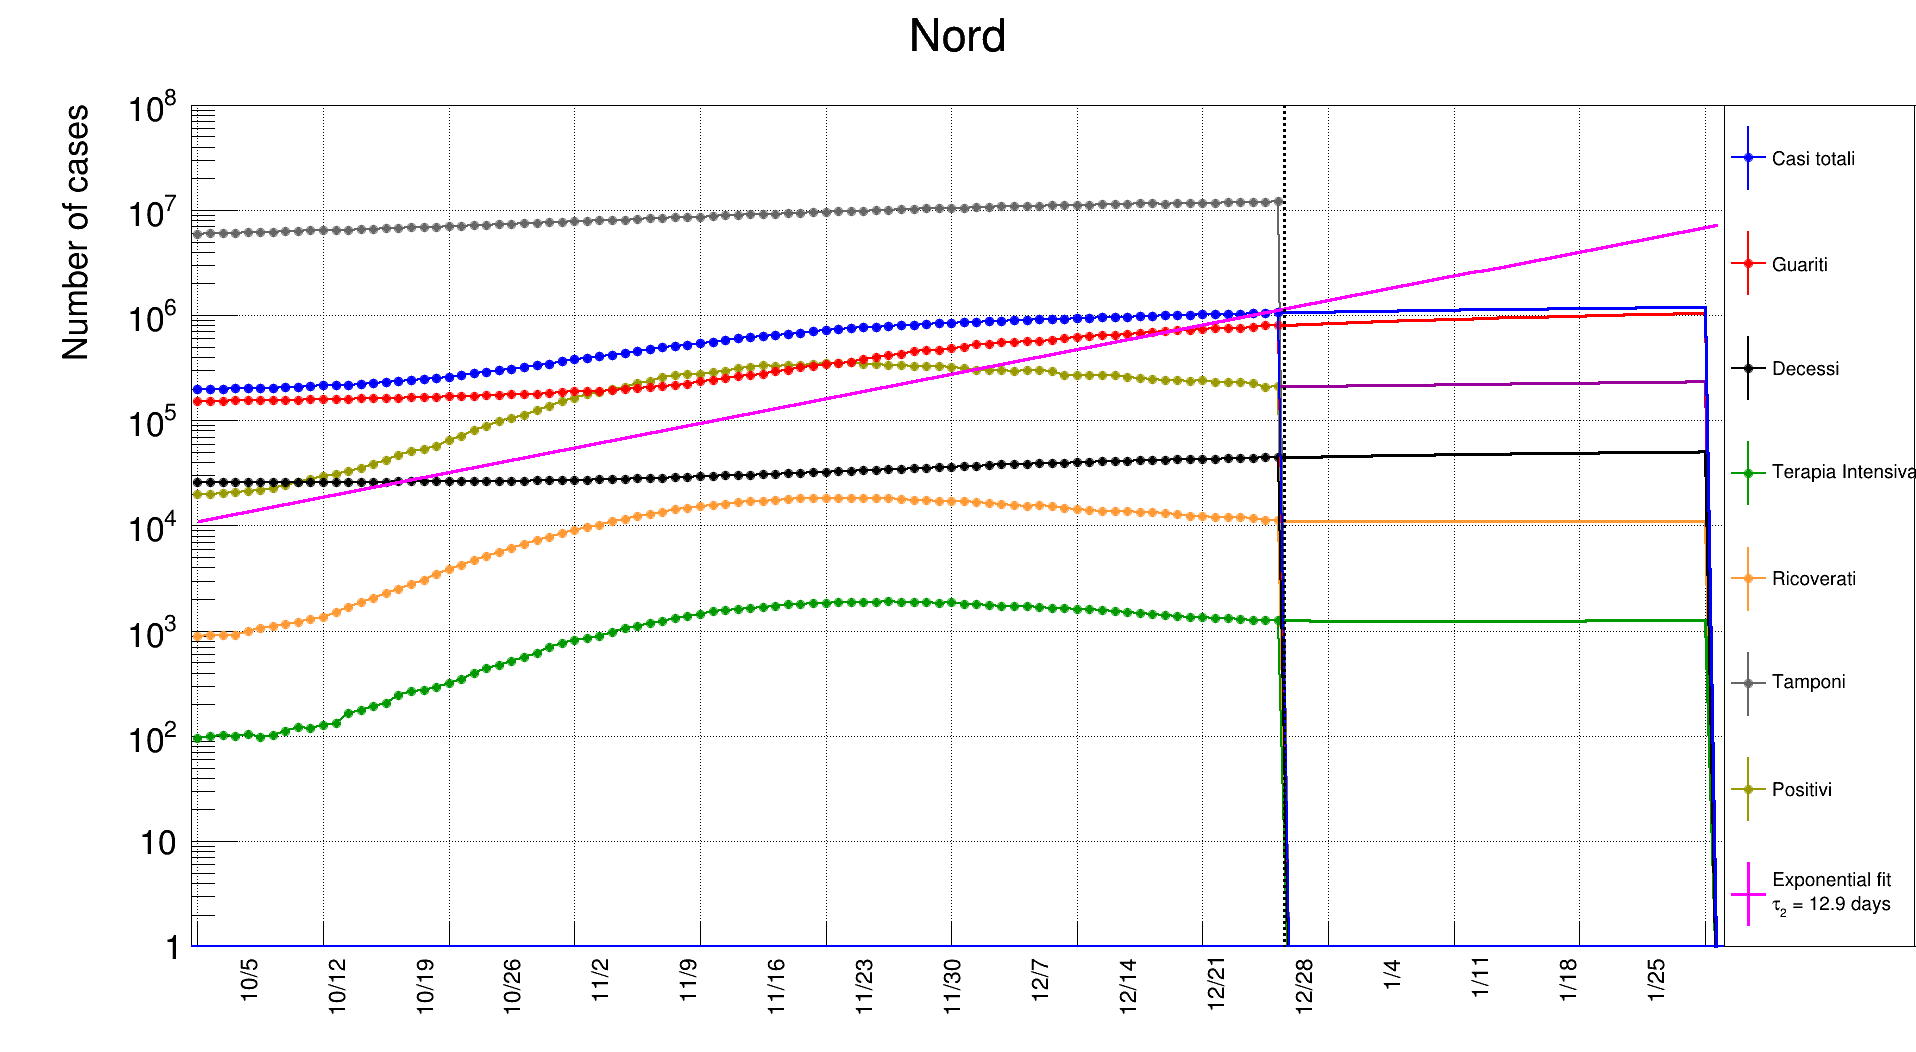 Nord
Number of cases
10^8
10^7
10^6
10^5
10^4
10^3
10^2
10
1
10/5
10/12
10/19
10/26
11/2
11/9
11/16
11/23
11/30
12/7
12/14
12/21
12/28
1/4
1/11
1/18
1/25
Casi totali
Guariti
Decessi
Terapia Intensiva
Ricoverati
Tamponi
Positivi
Exponential fit
τ₂ = 12.9 days